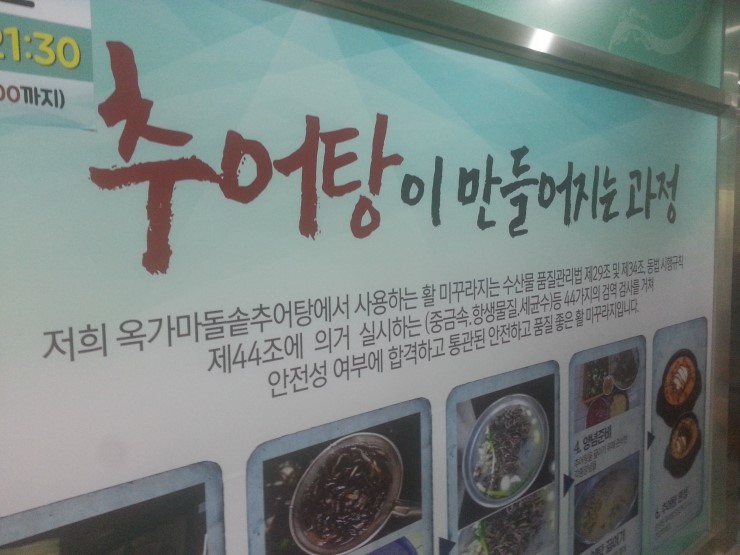 21:30
00까지)
추어탕이 만들어지는 과정
저희 옥가마돌솥추어탕에서 사용하는 활 미꾸라지는 수산물 품질관리법 제29조 및 제34조, 동법 시행규칙
제44조에 의거 실시하는 (중금속,항생물질,세균수)등 44가지의 검역 검사를 거쳐
안전성 여부에 합격하고 통관된 안전하고 품질 좋은 활 미꾸라지입니다.
4. 양념준비